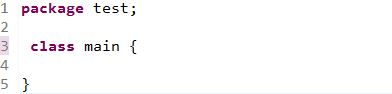 1 package test;
2
3  class main {
4
5 }